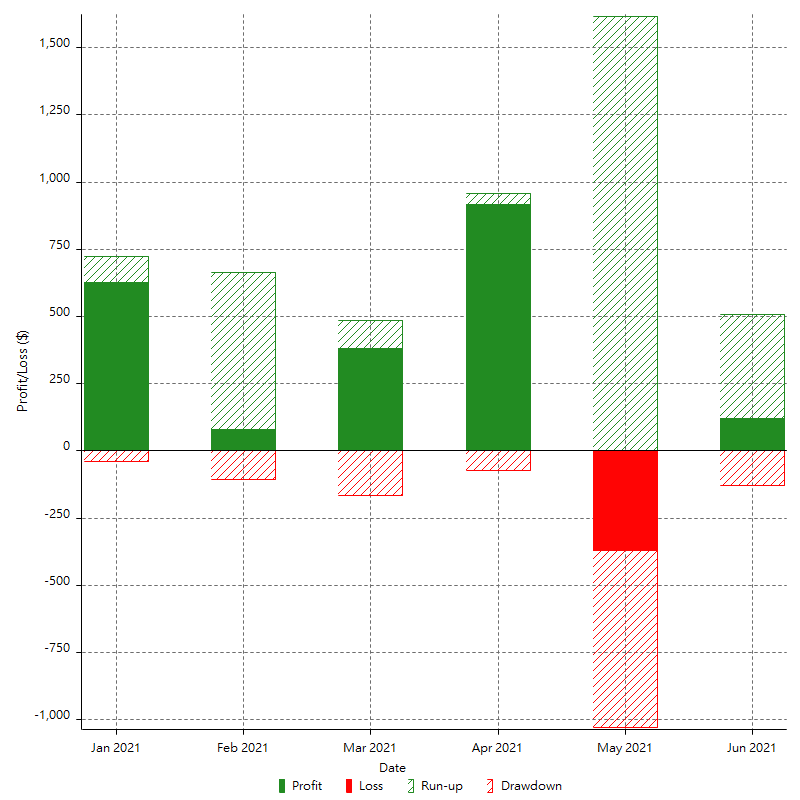 1,500
1,250
1,000
750
500
250
0
-250
-500
-750
-1,000
Profit/Loss ($)
Jan 2021 Feb 2021 Mar 2021 Apr 2021 May 2021 Jun 2021
Date
Profit Loss Run-up Drawdown